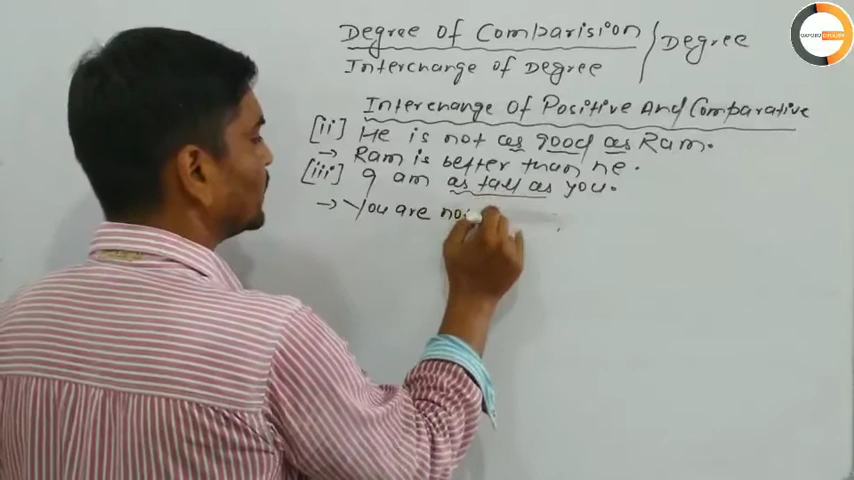 Degree of Comparision / Degree
Interchange of Degree
Interchange of Positive And Comparative
[ii] He is not as good as Ram.
→ Ram is better than he.
[iii] I am as tall as you.
→ You are no